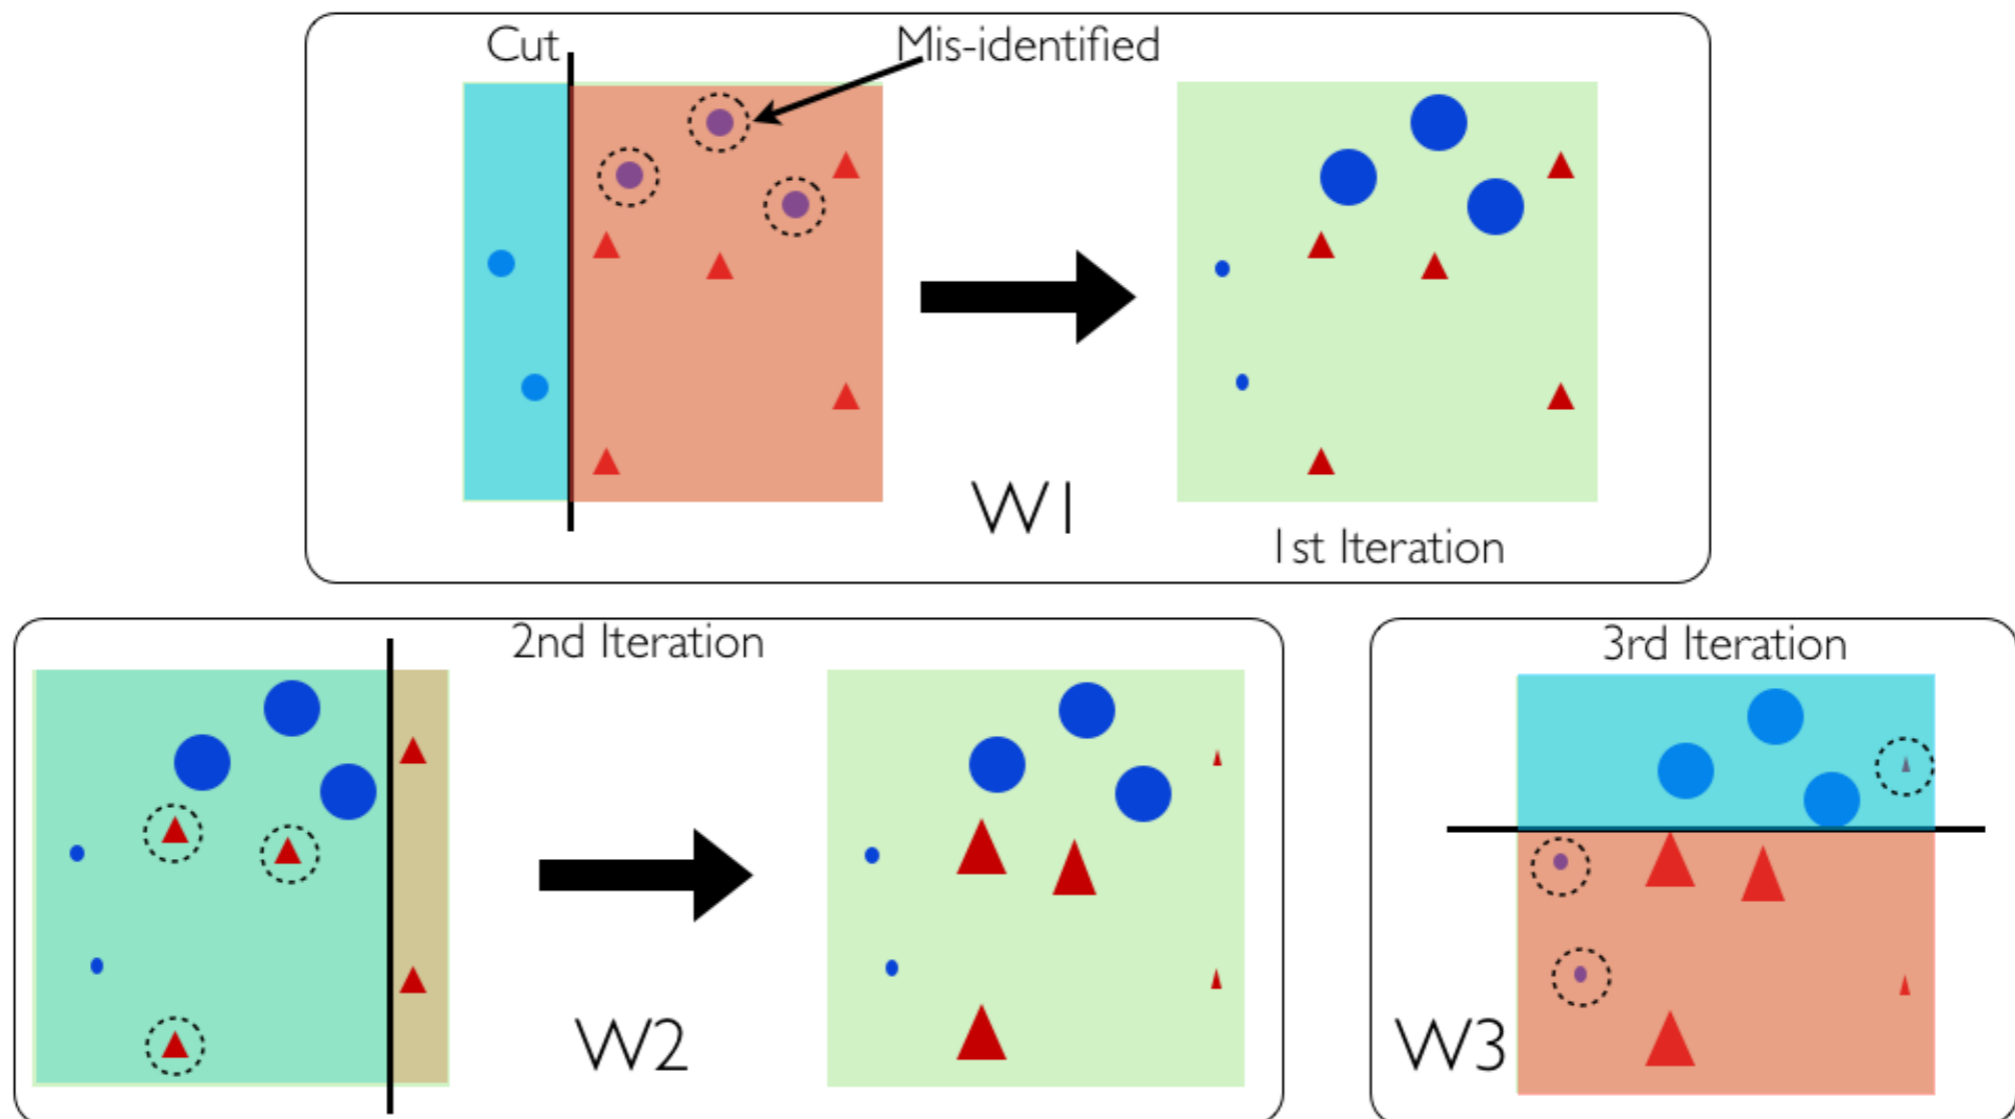 Cut
Mis-identified
W1
1st Iteration
2nd Iteration
W2
3rd Iteration
W3